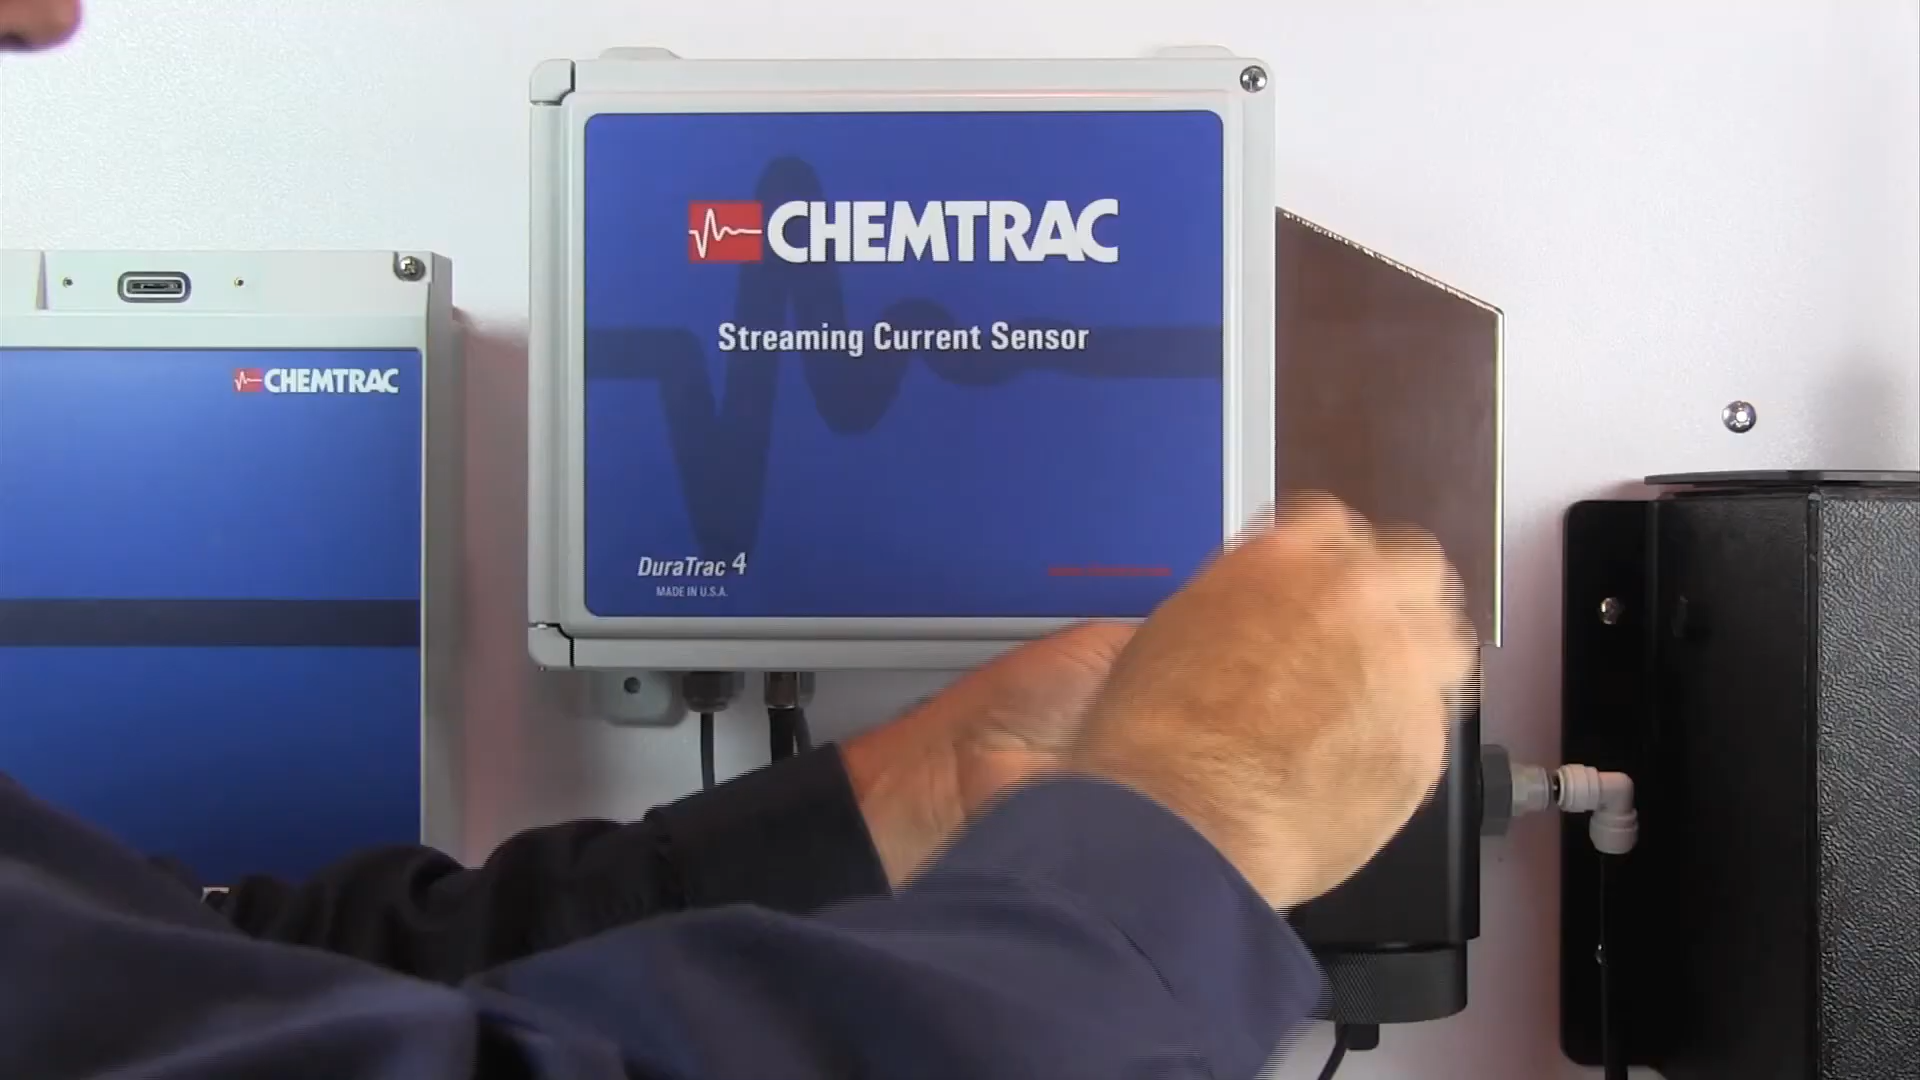 CHEMTRAC
Streaming Current Sensor
DuraTrac 4
MADE IN U.S.A.
CHEMTRAC